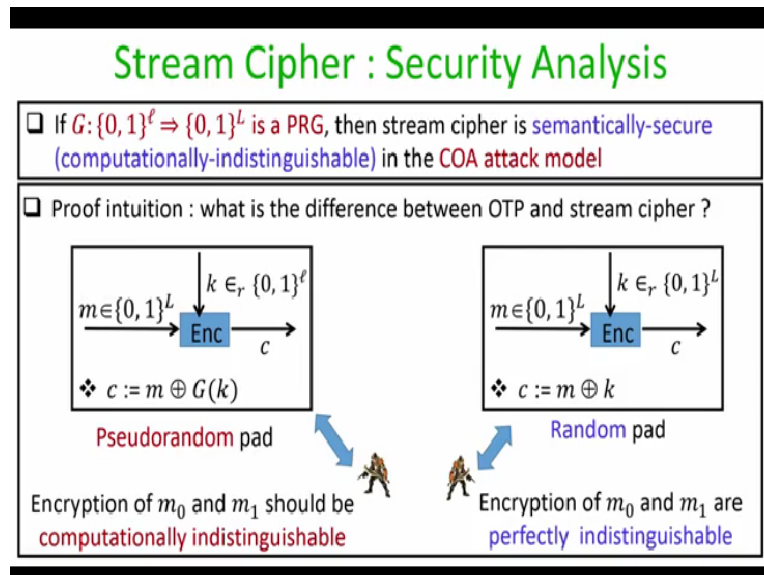 Stream Cipher : Security Analysis
❑ If G: {0, 1}^ℓ ⇒ {0, 1}^L is a PRG, then stream cipher is semantically-secure
(computationally-indistinguishable) in the COA attack model
❑ Proof intuition : what is the difference between OTP and stream cipher ?
k ∈_r {0, 1}^ℓ
m∈{0, 1}^L
Enc
c
❖ c := m ⊕ G(k)
Pseudorandom pad
k ∈_r {0, 1}^L
m∈{0, 1}^L
Enc
c
❖ c := m ⊕ k
Random pad
Encryption of m₀ and m₁ should be
computationally indistinguishable
Encryption of m₀ and m₁ are
perfectly indistinguishable